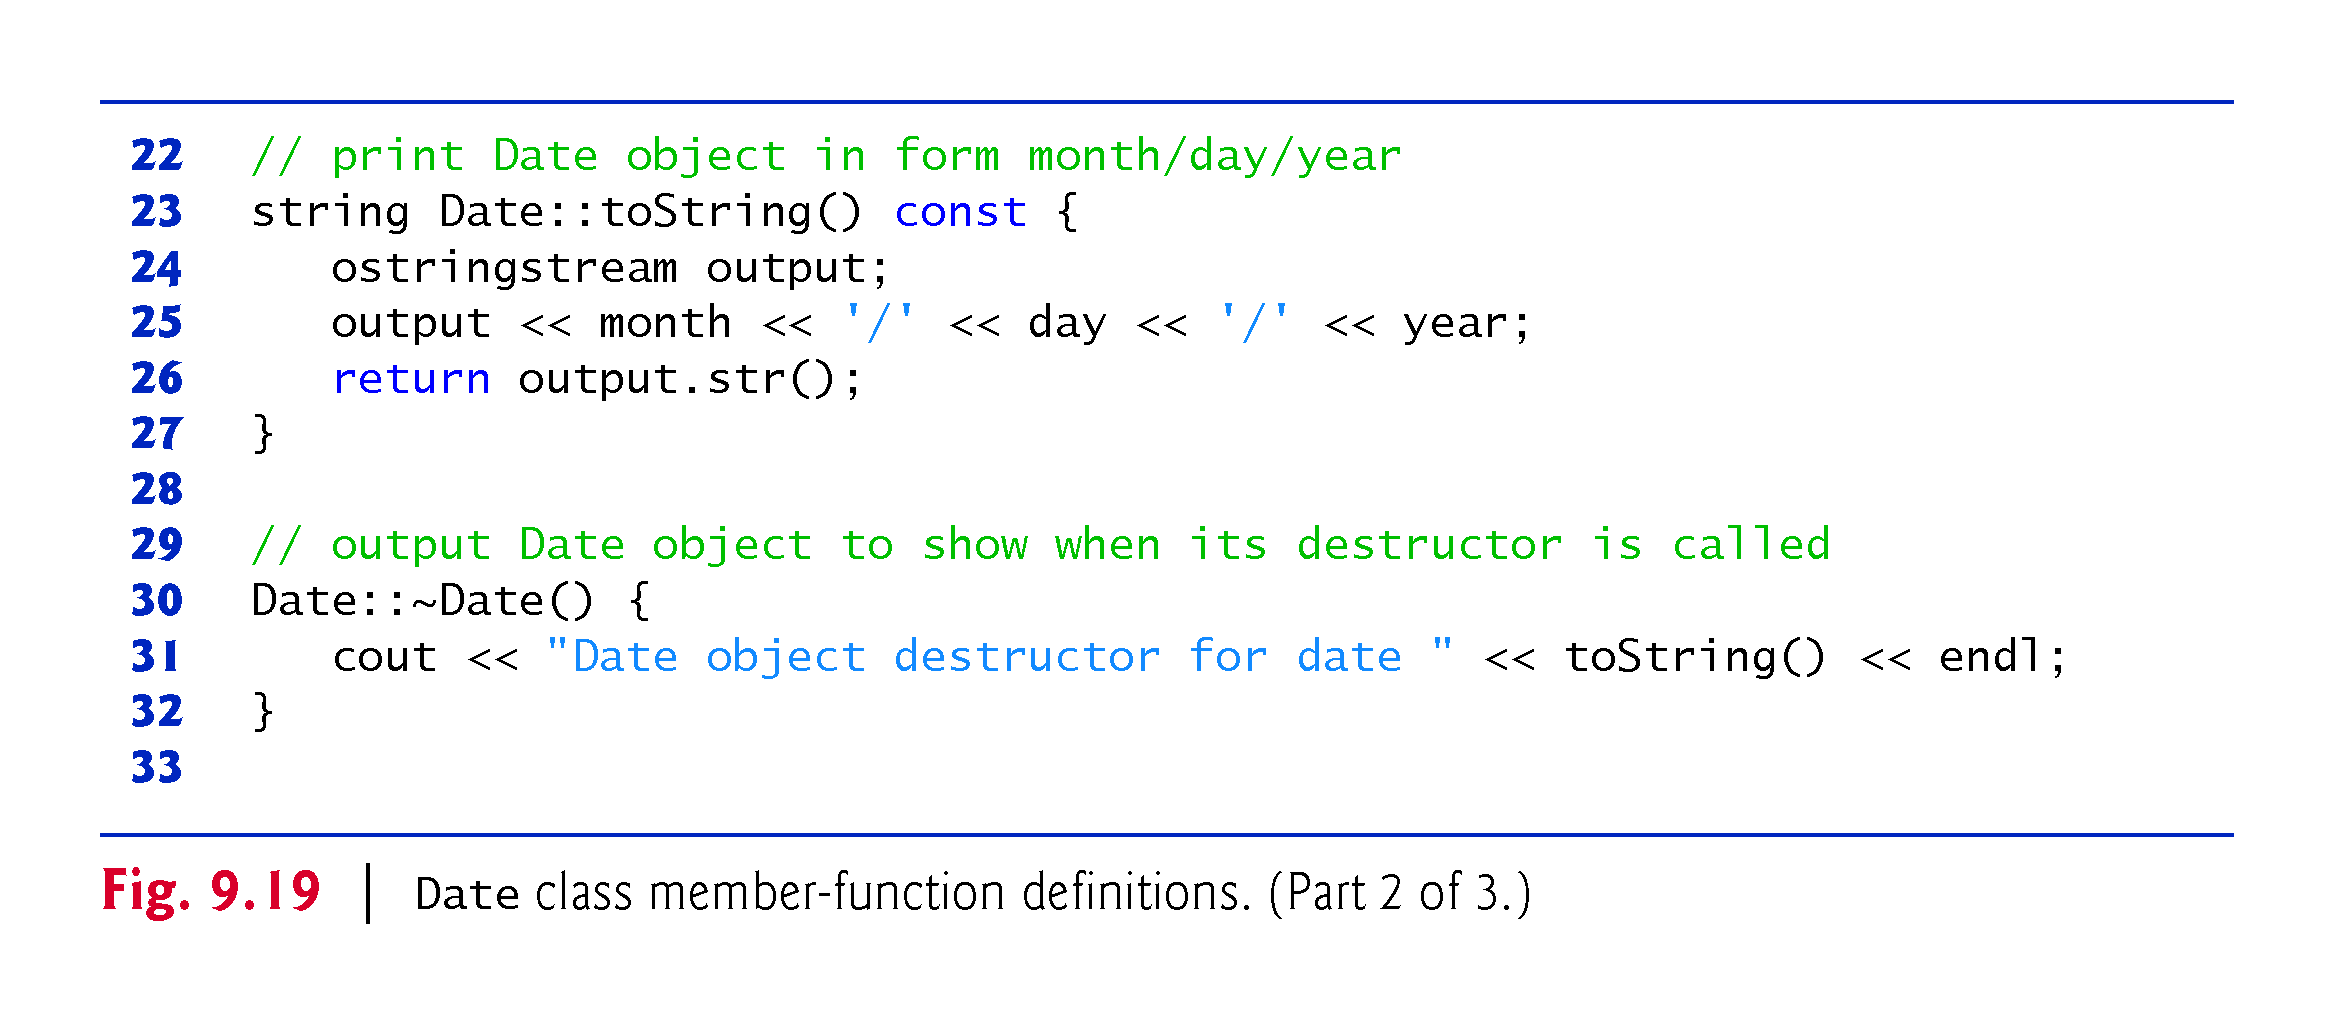 22 // print Date object in form month/day/year
23 string Date::toString() const {
24    ostringstream output;
25    output << month << '/' << day << '/' << year;
26    return output.str();
27 }
28
29 // output Date object to show when its destructor is called
30 Date::~Date() {
31    cout << "Date object destructor for date " << toString() << endl;
32 }
33
Fig. 9.19 | Date class member-function definitions. (Part 2 of 3.)